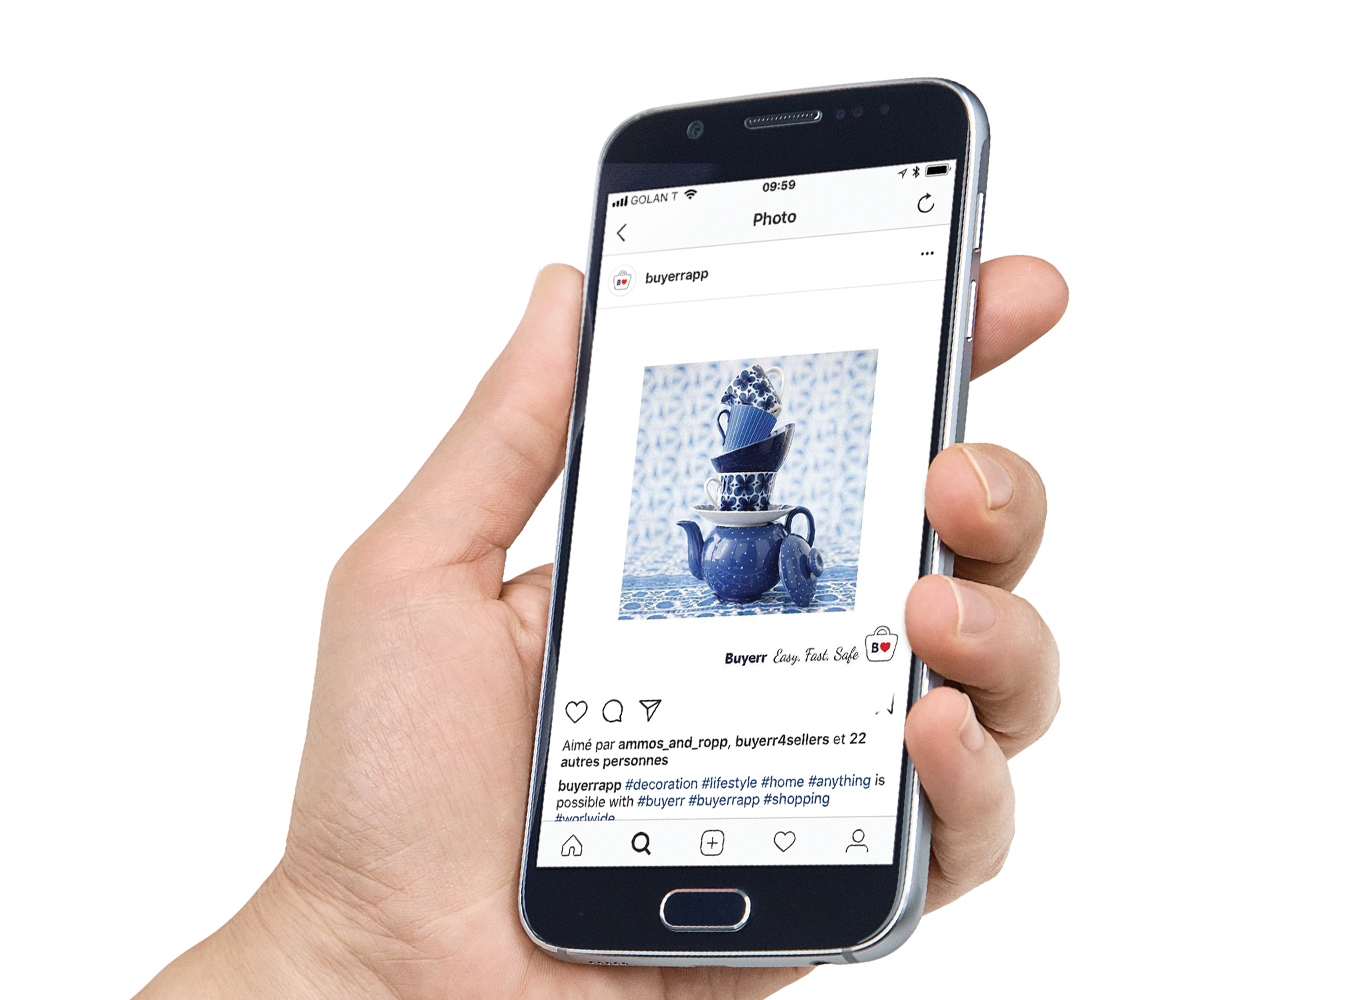 GOLAN T
09:59
Photo
buyerrapp
Buyerr Easy, Fast, Safe
B
Aimé par ammos_and_ropp, buyerr4sellers et 22
autres personnes
buyerrapp #decoration #lifestyle #home #anything is
possible with #buyerr #buyerrapp #shopping
#worlwide